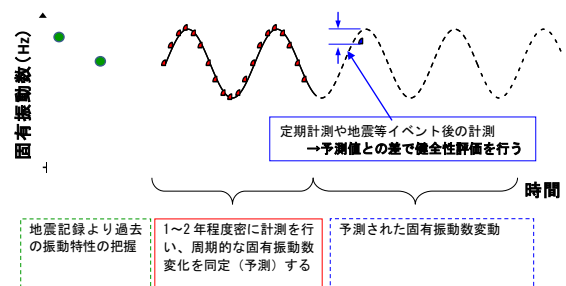 固有振動数(Hz)
定期計測や地震等イベント後の計測
→予測値との差で健全性評価を行う
時間
地震記録より過去
の振動特性の把握
1～2年程度密に計測を行
い、周期的な固有振動数
変化を同定（予測）する
予測された固有振動数変動